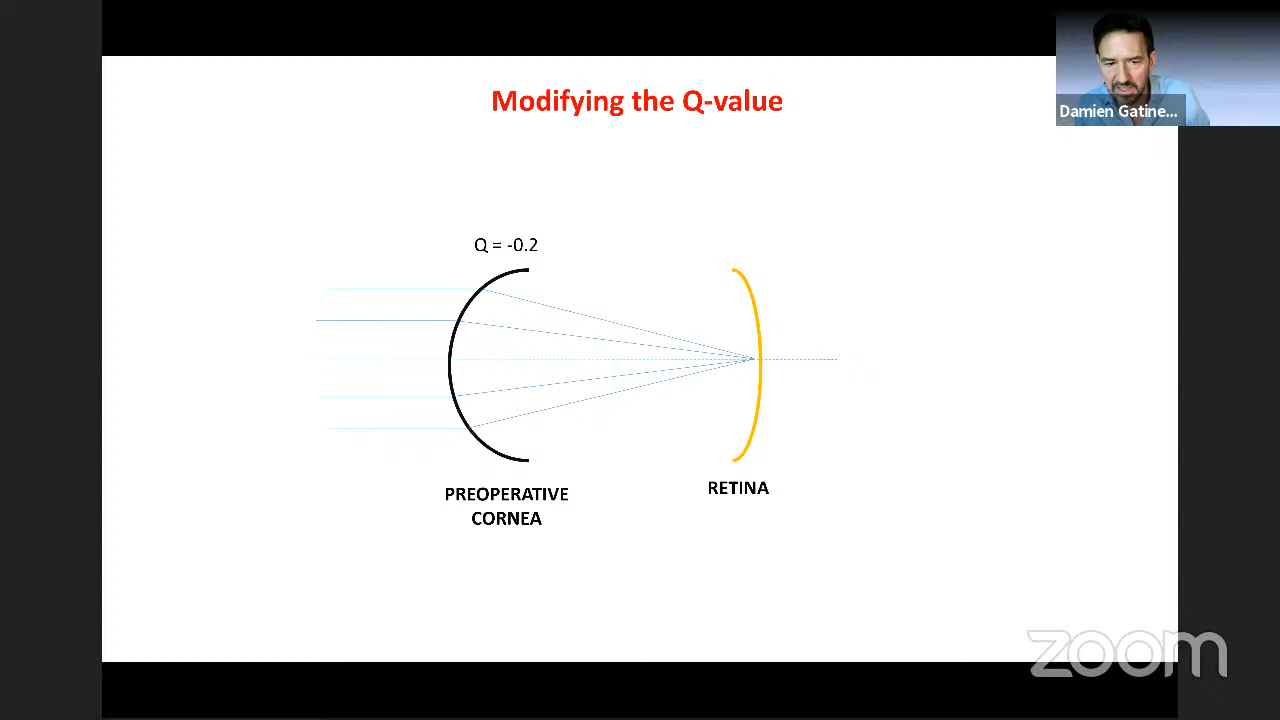 Modifying the Q-value
Damien Gatine...
Q = -0.2
PREOPERATIVE
CORNEA
RETINA
zoom